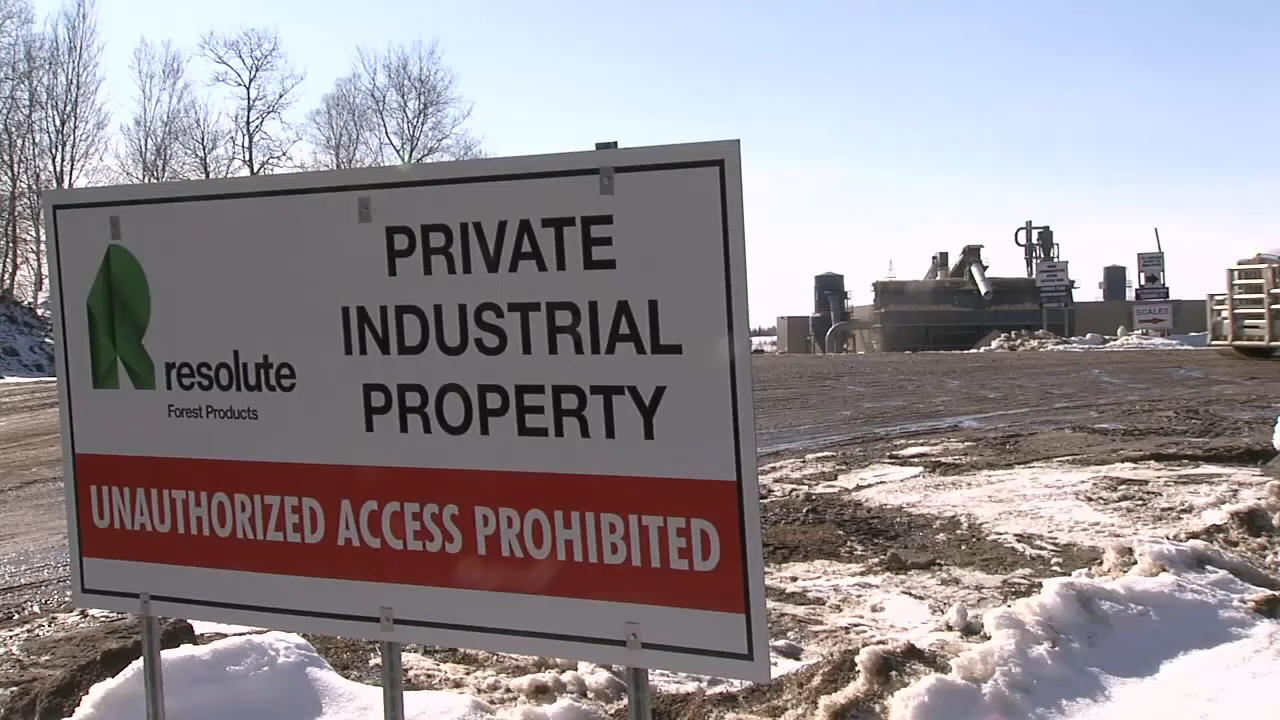 resolute
Forest Products
PRIVATE
INDUSTRIAL
PROPERTY
UNAUTHORIZED ACCESS PROHIBITED
SCALES